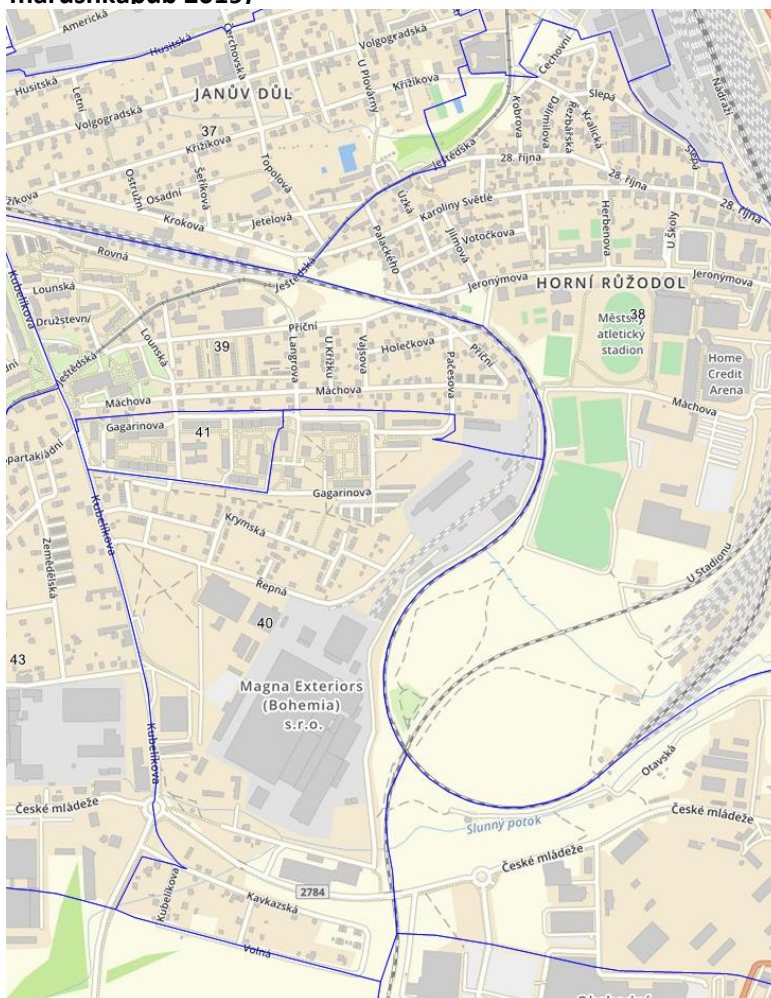 Americká
Husitská
Čerchovská
Volgogradská
U Plovárny
Husitská
Letní
JANŮV DŮL
Křižíkova
Čechovní
Nádraží
Slepá
Volgogradská
37
Křižíkova
Kobrova
Dalimilova
Řezbářská
Králická
Topolová
Ještědská
28. října
Slepá
Ostružní
Osadní
Šeříkova
28. října
Krokova
Jetelová
Úzká
Karoliny Světlé
28. října
Votočkova
Jílmová
Herbenova
U Školy
Rovná
Palackého
Ještědská
Jeronýmova
Jeronýmova
Kubelíkova
Lounská
HORNÍ RŮŽODOL
Družstevní
Lounská
Příční
Městský
atletický
stadion
38
39
Langrova
U Křížku
Vajsova
Holečkova
Příční
Pačesova
Ještědská
Home
Credit
Arena
Máchova
Máchova
Máchova
Gagarinova
41
Gagarinova
Kubelíkova
Krymská
Zemědělská
Řepná
U Stadionu
40
43
Magna Exteriors
(Bohemia)
s.r.o.
Kubelíkova
Otavská
České mládeže
České mládeže
Slunný potok
České mládeže
2784
Kubelíkova
Kavkazská
Volná